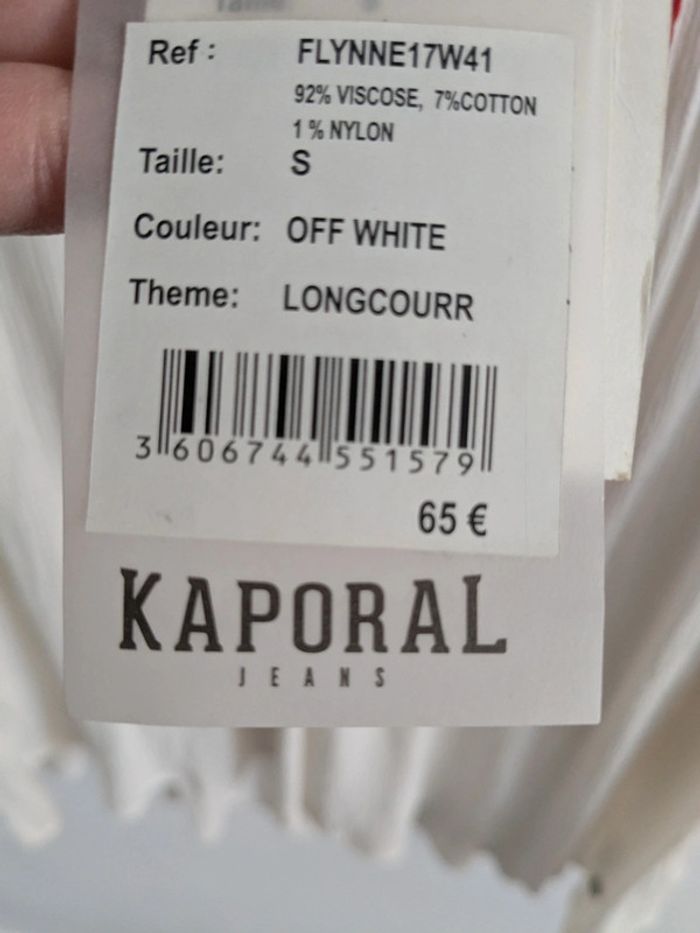 Taille
Ref : FLYNNE17W41
92% VISCOSE, 7%COTTON
1 % NYLON
Taille: S
Couleur: OFF WHITE
Theme: LONGCOURR
3 606744 551579
65 €
KAPORAL
JEANS